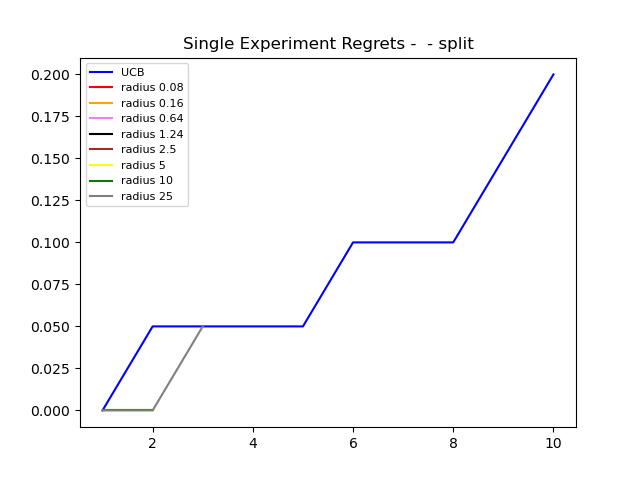 Single Experiment Regrets -  - split
0.200
0.175
0.150
0.125
0.100
0.075
0.050
0.025
0.000
UCB
radius 0.08
radius 0.16
radius 0.64
radius 1.24
radius 2.5
radius 5
radius 10
radius 25
2 4 6 8 10